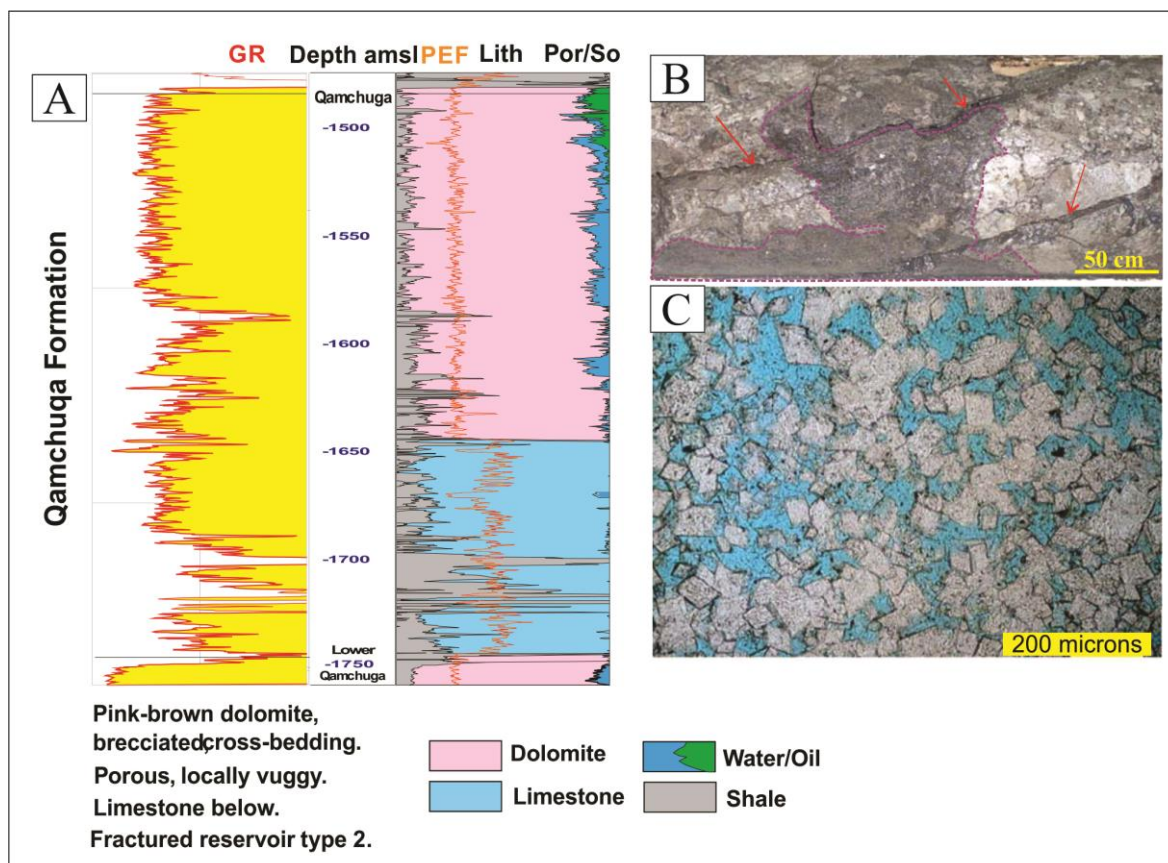 GR Depth amsl PEF Lith Por/So
A
Qamchuga
-1500
-1550
-1600
-1650
-1700
Lower
-1750
Qamchuga
Qamchuqa Formation
B
50 cm
C
200 microns
Pink-brown dolomite,
brecciated,cross-bedding.
Porous, locally vuggy.
Limestone below.
Fractured reservoir type 2.
Dolomite
Water/Oil
Limestone
Shale